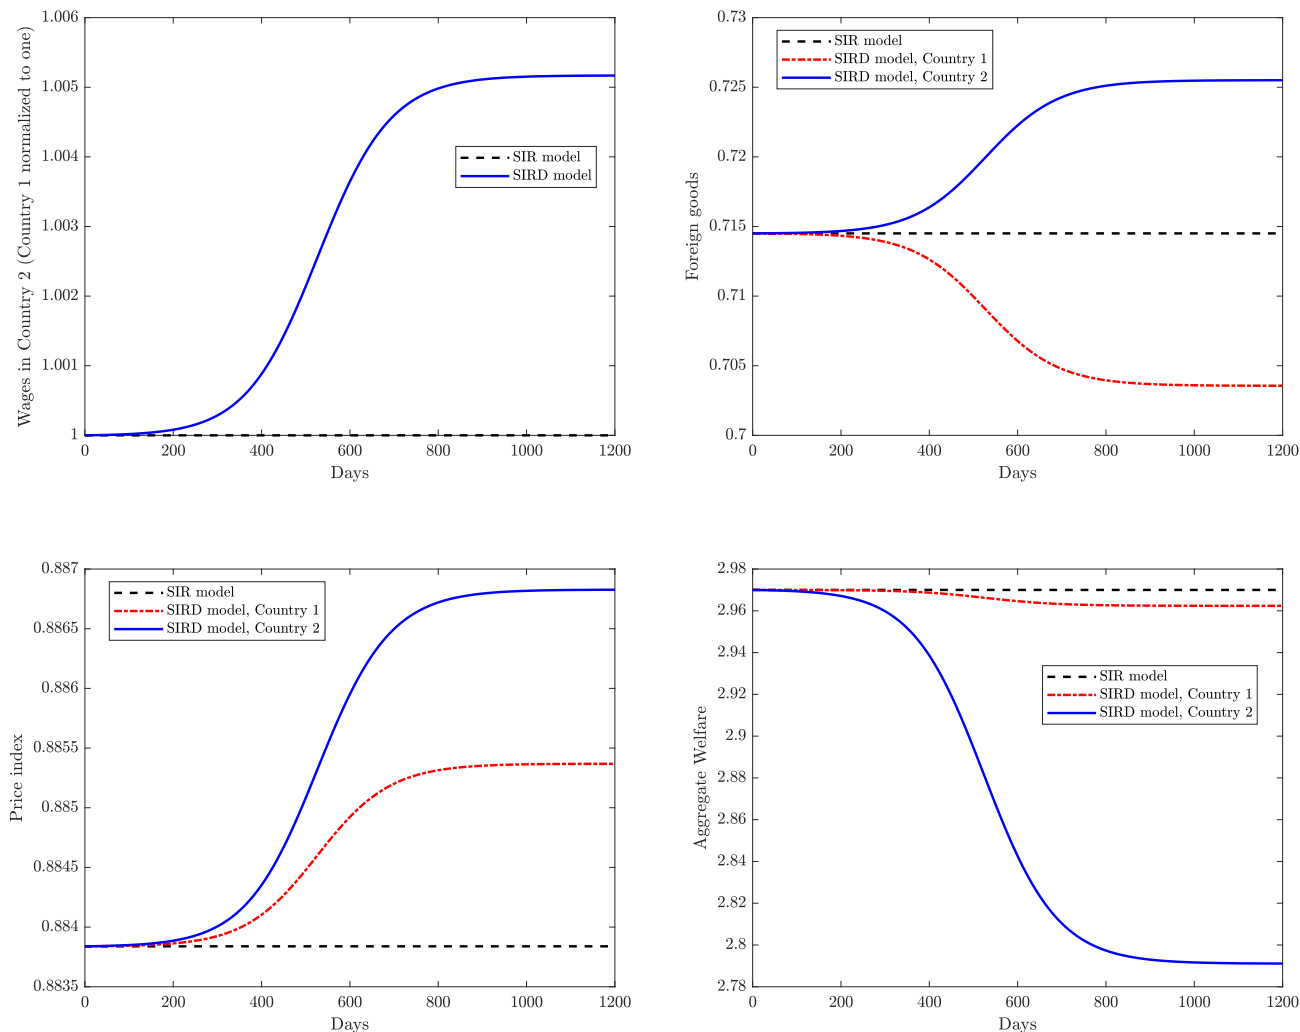 Wages in Country 2 (Country 1 normalized to one)
1.006
1.005
1.004
1.003
1.002
1.001
1
SIR model
SIRD model
0 200 400 600 800 1000 1200
Days
Foreign goods
0.73
0.725
0.72
0.715
0.71
0.705
0.7
SIR model
SIRD model, Country 1
SIRD model, Country 2
0 200 400 600 800 1000 1200
Days
Price index
0.887
0.8865
0.886
0.8855
0.885
0.8845
0.884
0.8835
SIR model
SIRD model, Country 1
SIRD model, Country 2
0 200 400 600 800 1000 1200
Days
Aggregate Welfare
2.98
2.96
2.94
2.92
2.9
2.88
2.86
2.84
2.82
2.8
2.78
SIR model
SIRD model, Country 1
SIRD model, Country 2
0 200 400 600 800 1000 1200
Days